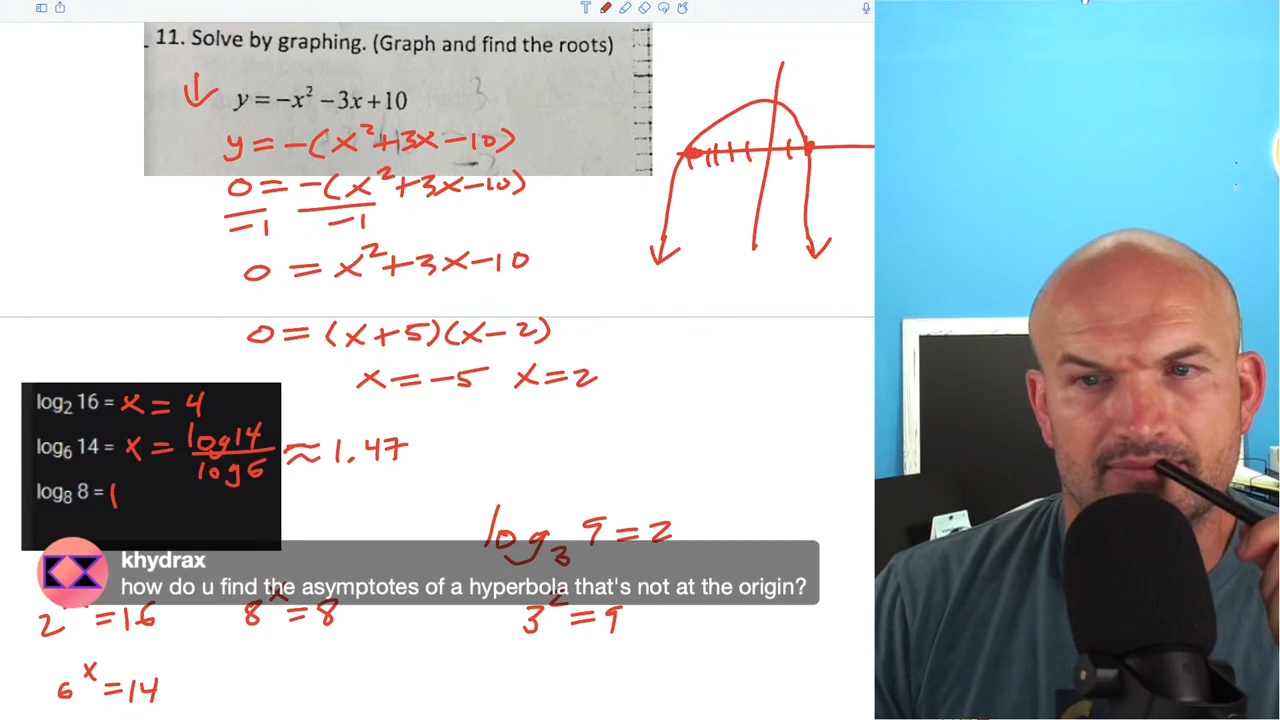 11. Solve by graphing. (Graph and find the roots)
y = −x² − 3x + 10
y = −(x² + 3x − 10)
0 = −(x² + 3x − 10)
−1 −1
0 = x² + 3x − 10
0 = (x + 5)(x − 2)
x = −5 x = 2
log₂ 16 = x = 4
log₆ 14 = x = log14/log6 ≈ 1.47
log₈ 8 = 1
log₃ 9 = 2
khydrax
how do u find the asymptotes of a hyperbola that's not at the origin?
2 = 16 8ˣ = 8 3² = 9
6ˣ = 14